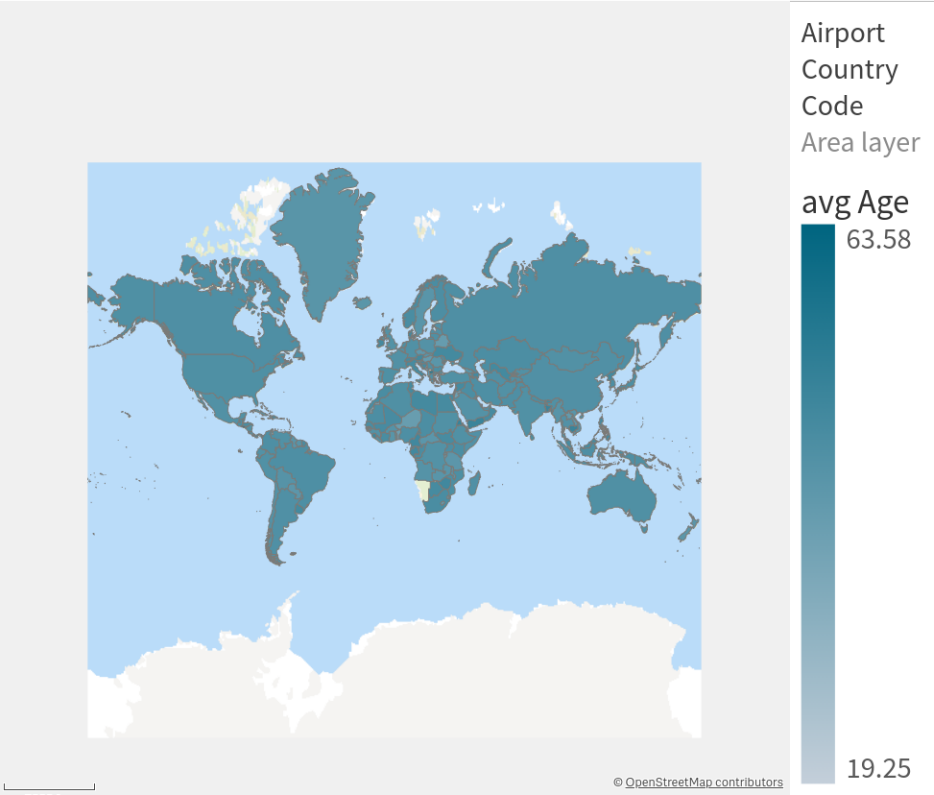 Airport
Country
Code
Area layer
avg Age
63.58
19.25
© OpenStreetMap contributors